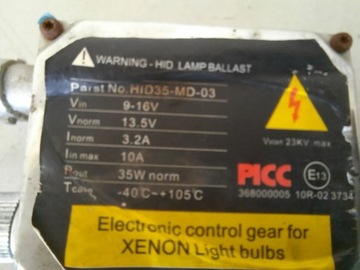 WARNING - HID LAMP BALLAST
Parst No. HID35-MD-03
Vin 9-16V
Vnorm 13.5V
Inorm 3.2A
Iin max 10A
Pout 35W norm
Tcase -40℃~+105℃
23KV max
PICC E13
368000005 10R-02 3734
Electronic control gear for
XENON Light bulbs